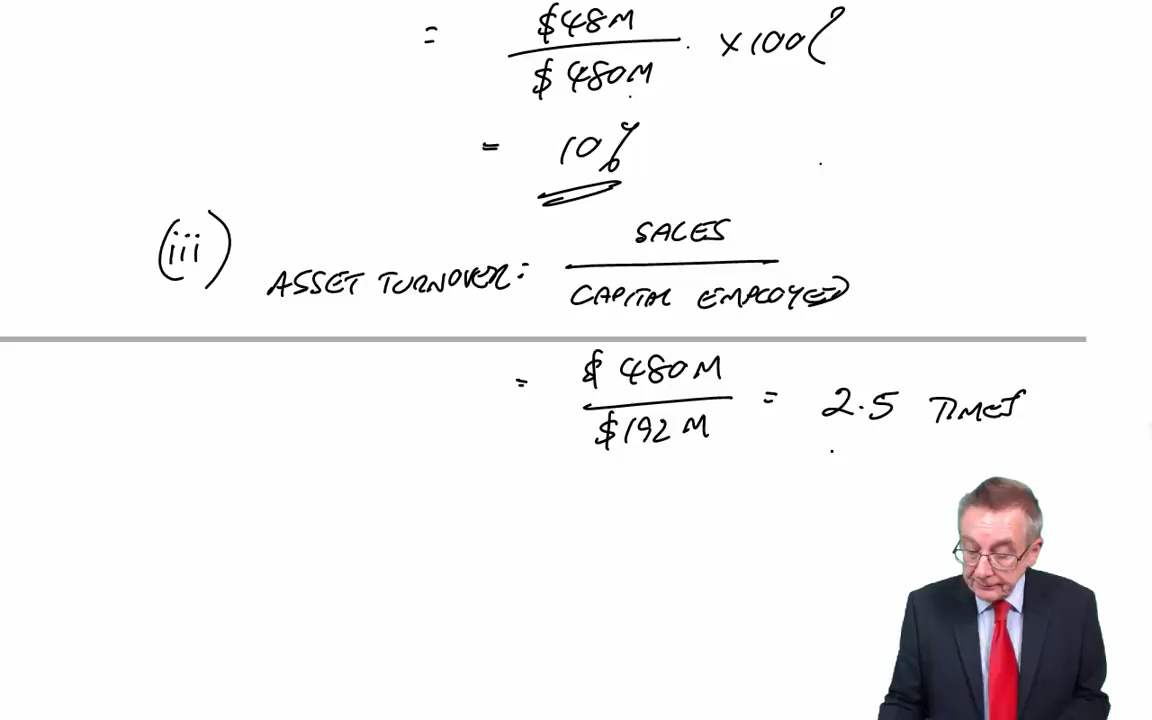 = $48M
$480M × 100%
= 10%
(iii) ASSET TURNOVER = SALES
CAPITAL EMPLOYED
= $480M
$192M = 2.5 TIMES